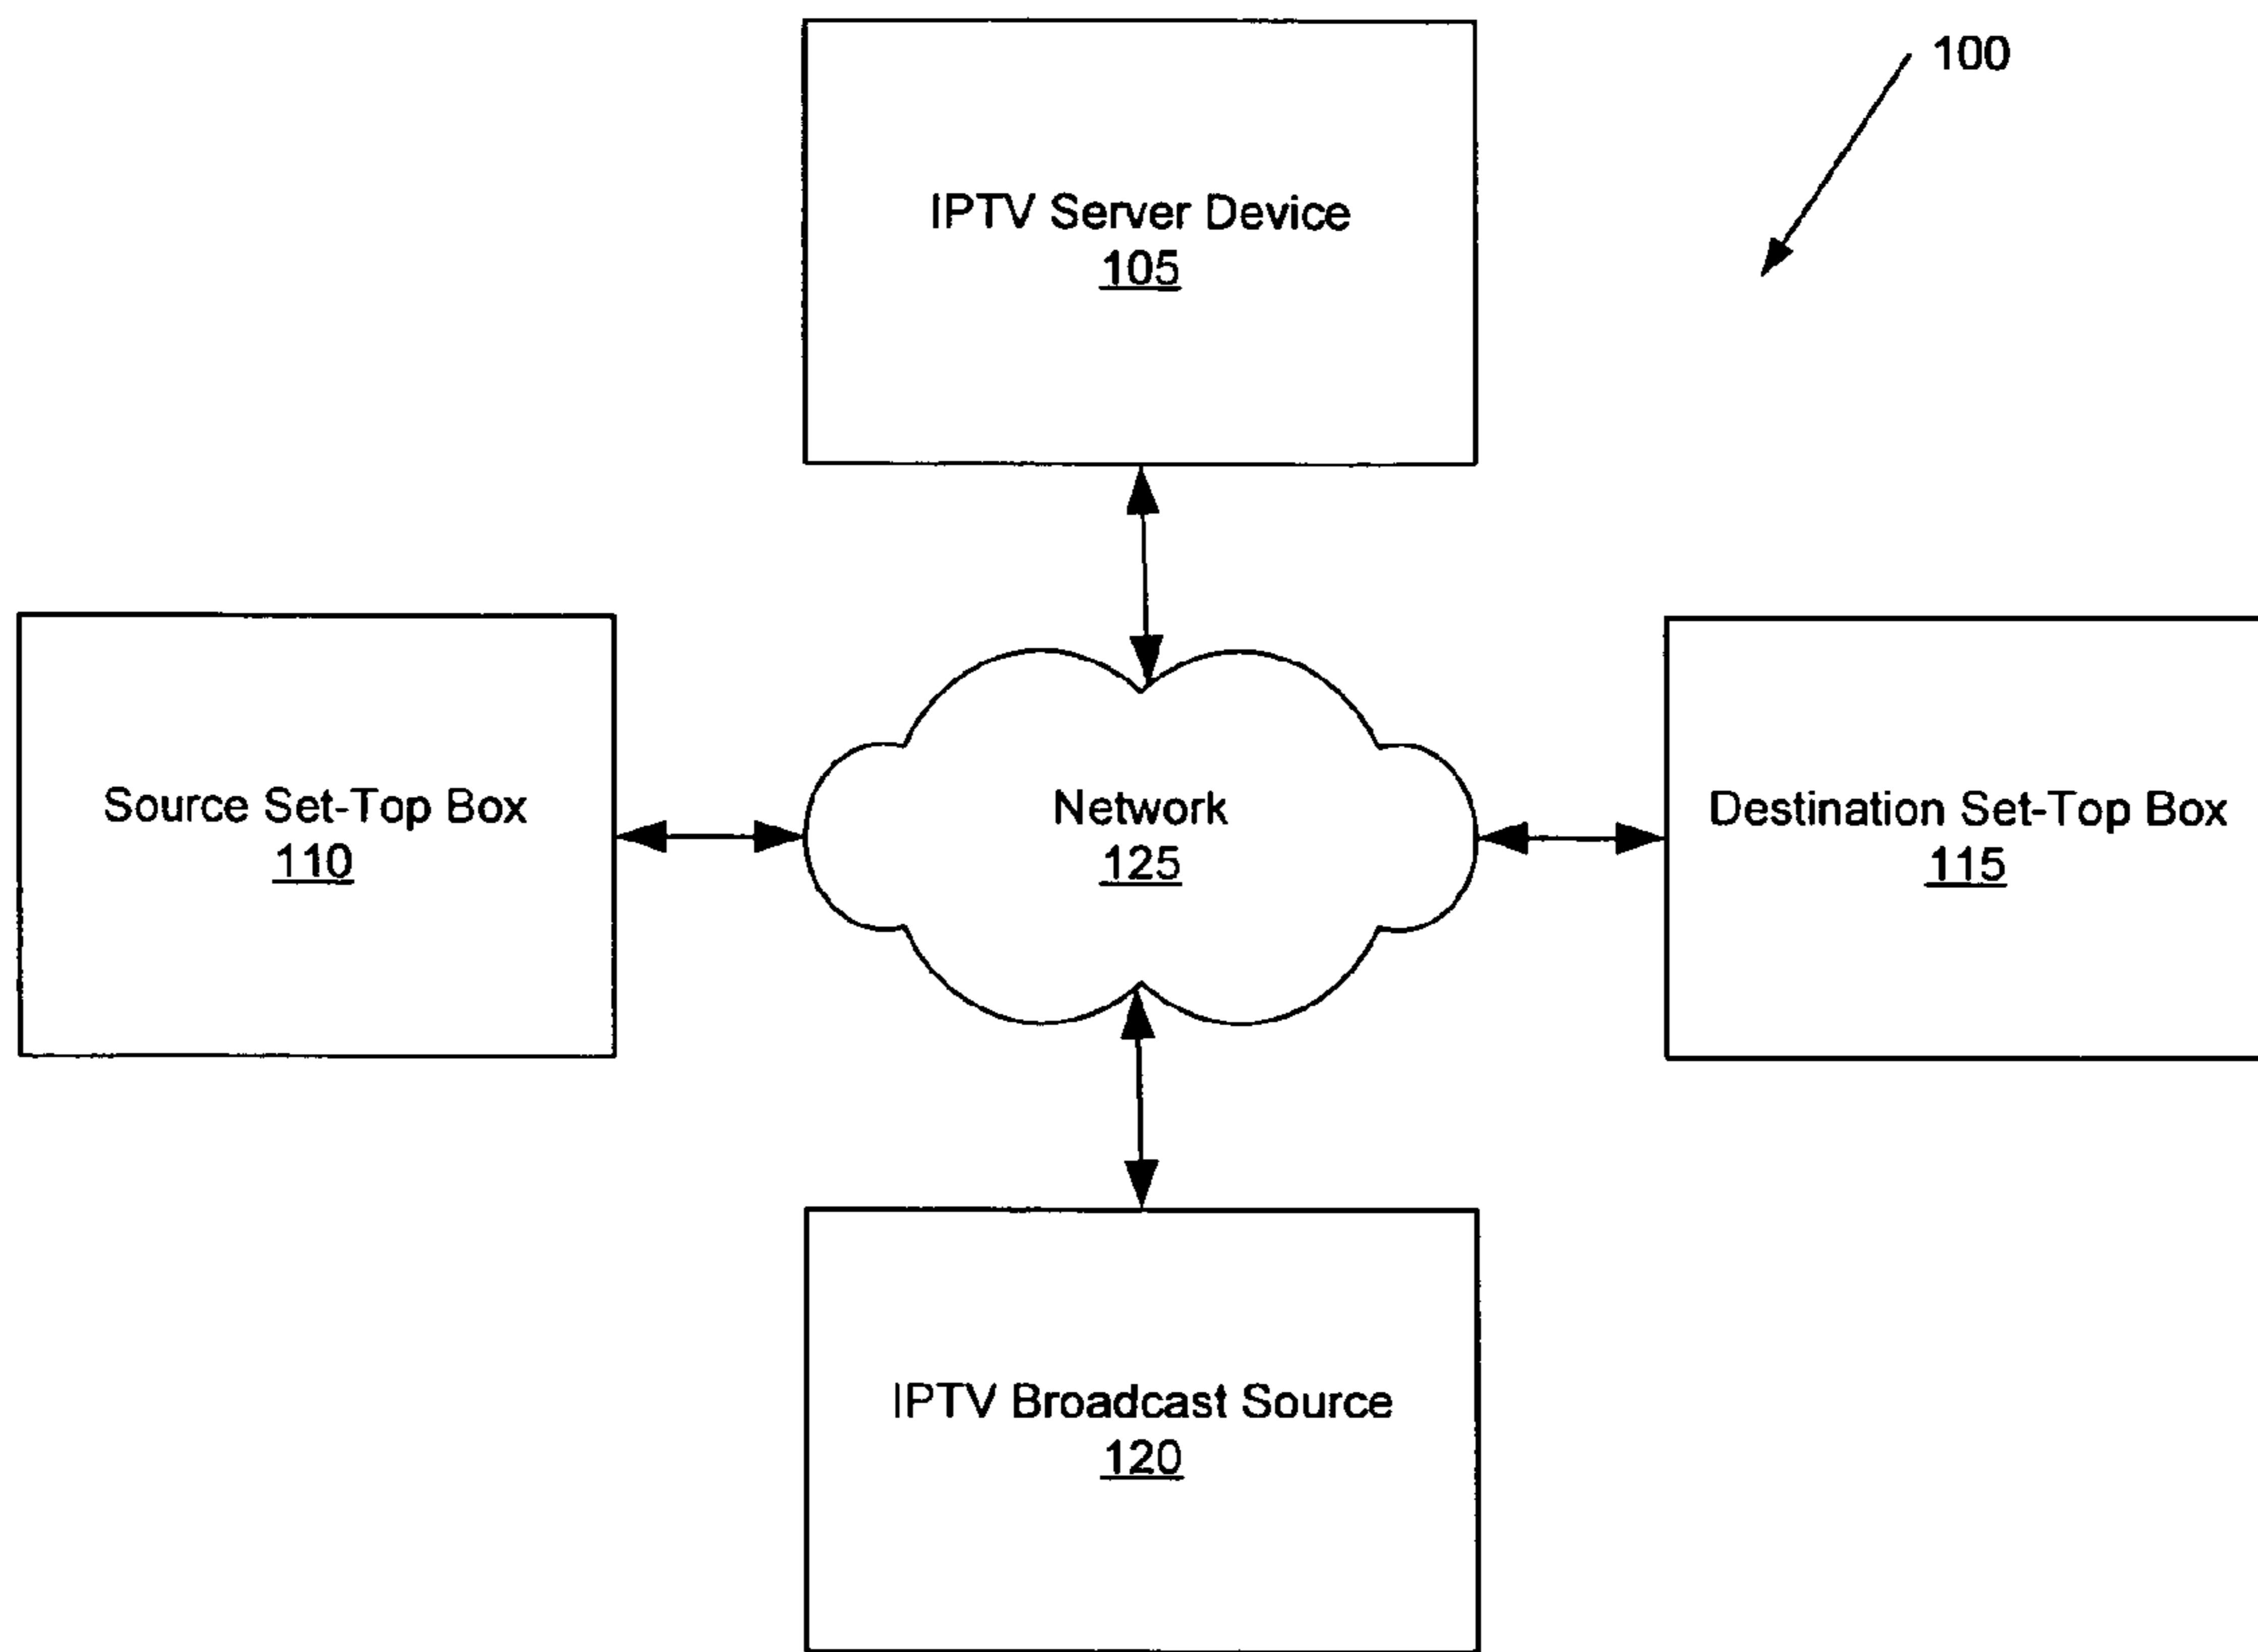 100
IPTV Server Device
105
Source Set-Top Box
110
Network
125
Destination Set-Top Box
115
IPTV Broadcast Source
120